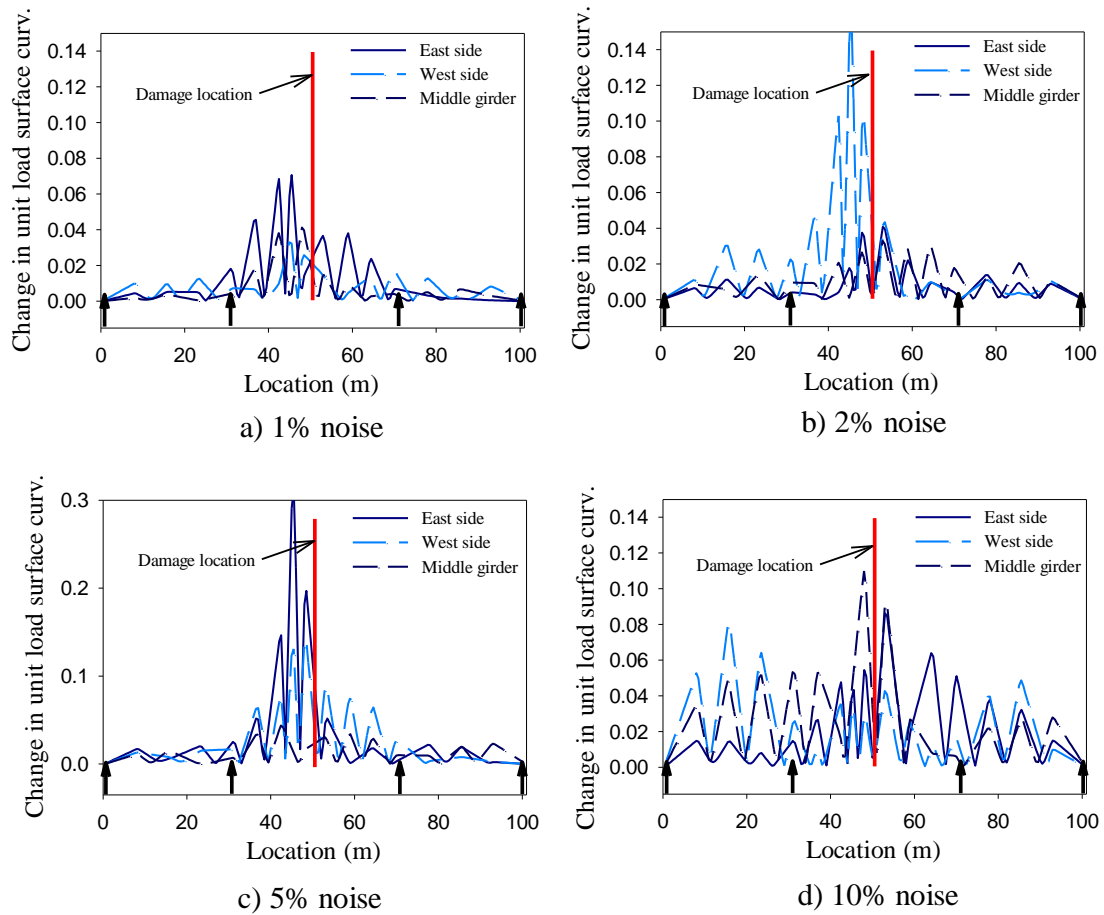 Change in unit load surface curv.
0.14
0.12
0.10
0.08
0.06
0.04
0.02
0.00
East side
West side
Middle girder
Damage location
0 20 40 60 80 100
Location (m)
a) 1% noise
Change in unit load surface curv.
0.14
0.12
0.10
0.08
0.06
0.04
0.02
0.00
East side
West side
Middle girder
Damage location
0 20 40 60 80 100
Location (m)
b) 2% noise
Change in unit load surface curv.
0.3
0.2
0.1
0.0
East side
West side
Middle girder
Damage location
0 20 40 60 80 100
Location (m)
c) 5% noise
Change in unit load surface curv.
0.14
0.12
0.10
0.08
0.06
0.04
0.02
0.00
East side
West side
Middle girder
Damage location
0 20 40 60 80 100
Location (m)
d) 10% noise